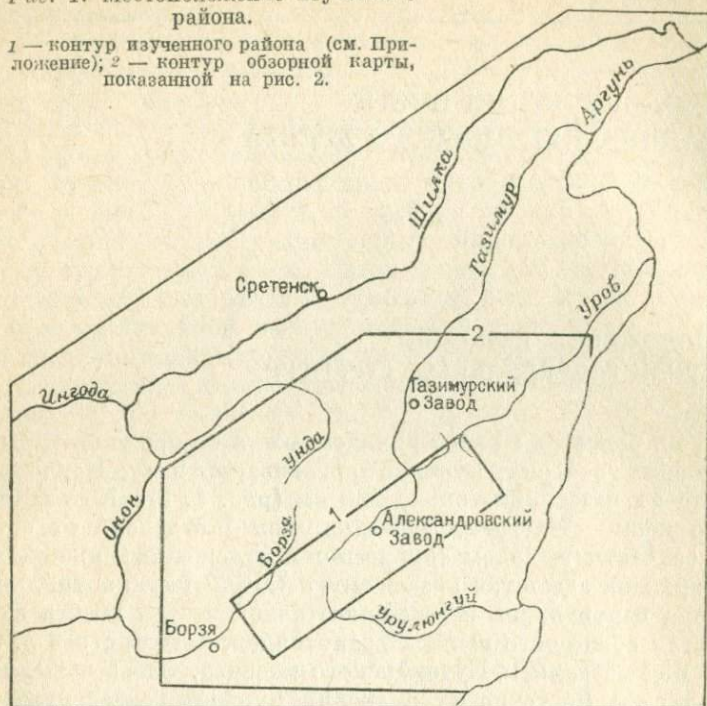 района.
1 — контур изученного района (см. При-
ложение); 2 — контур обзорной карты,
показанной на рис. 2.
Аргунь
Шилка
Газимур
Сретенск
Уров
2
Ингода
Газимурский
Завод
Унда
Онон
1
Борзя
Александровский
Завод
Урулюнгуй
Борзя